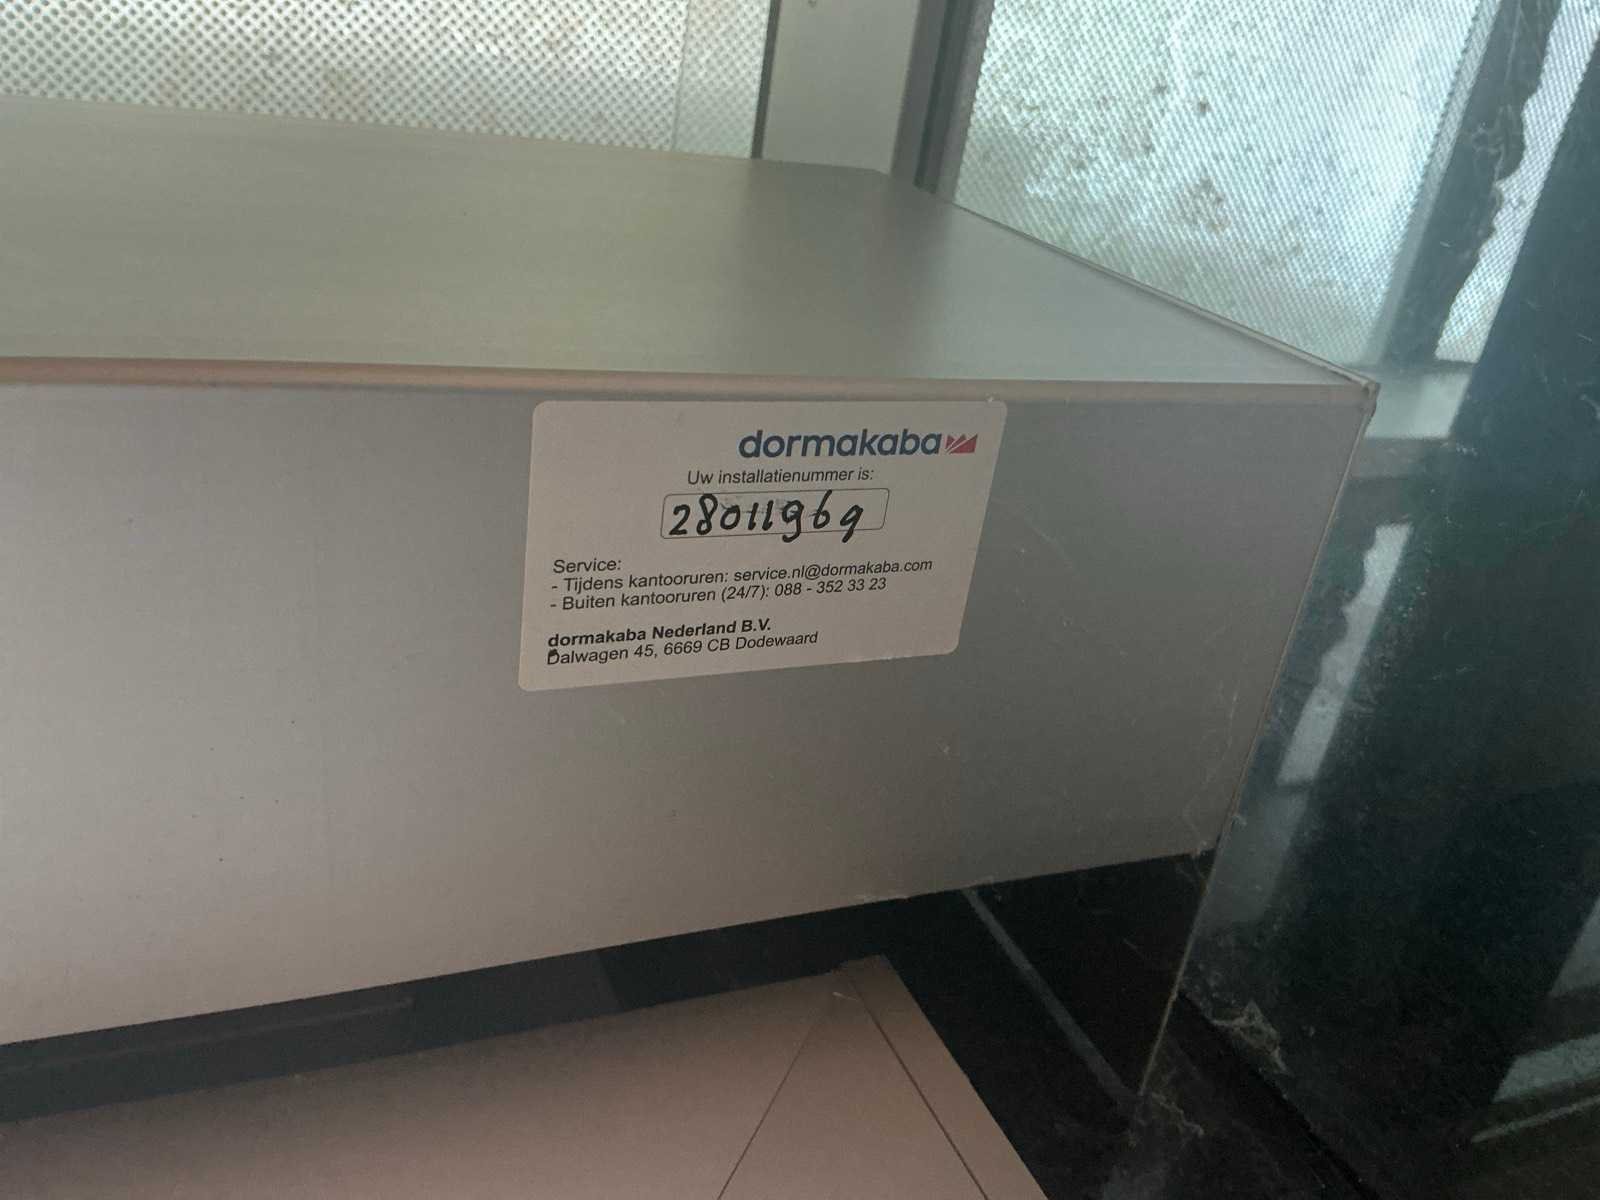 dormakaba
Uw installatienummer is:
28011969
Service:
- Tijdens kantooruren: service.nl@dormakaba.com
- Buiten kantooruren (24/7): 088 - 352 33 23
dormakaba Nederland B.V.
Dalwagen 45, 6669 CB Dodewaard